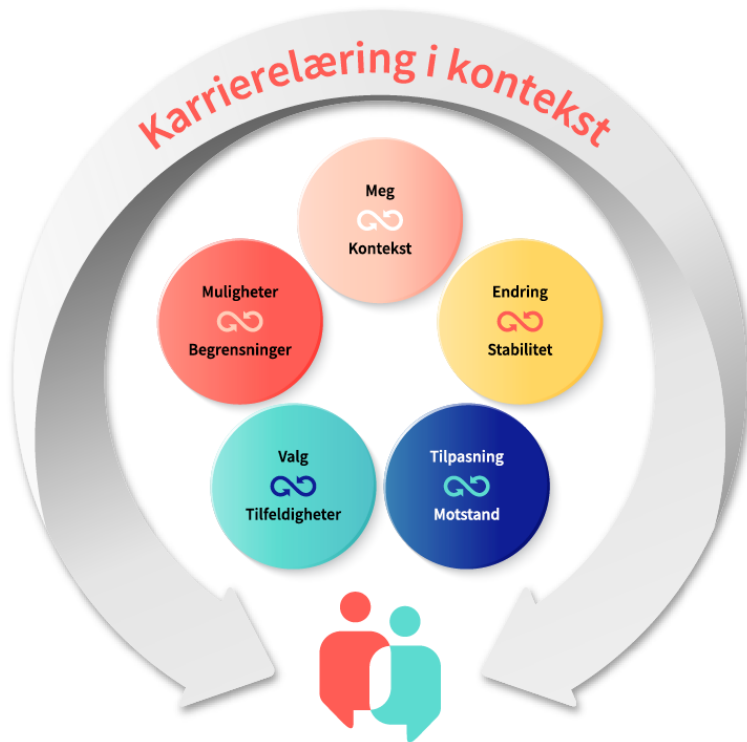 Karrierelæring i kontekst
Meg
Kontekst
Muligheter
Begrensninger
Endring
Stabilitet
Valg
Tilfeldigheter
Tilpasning
Motstand